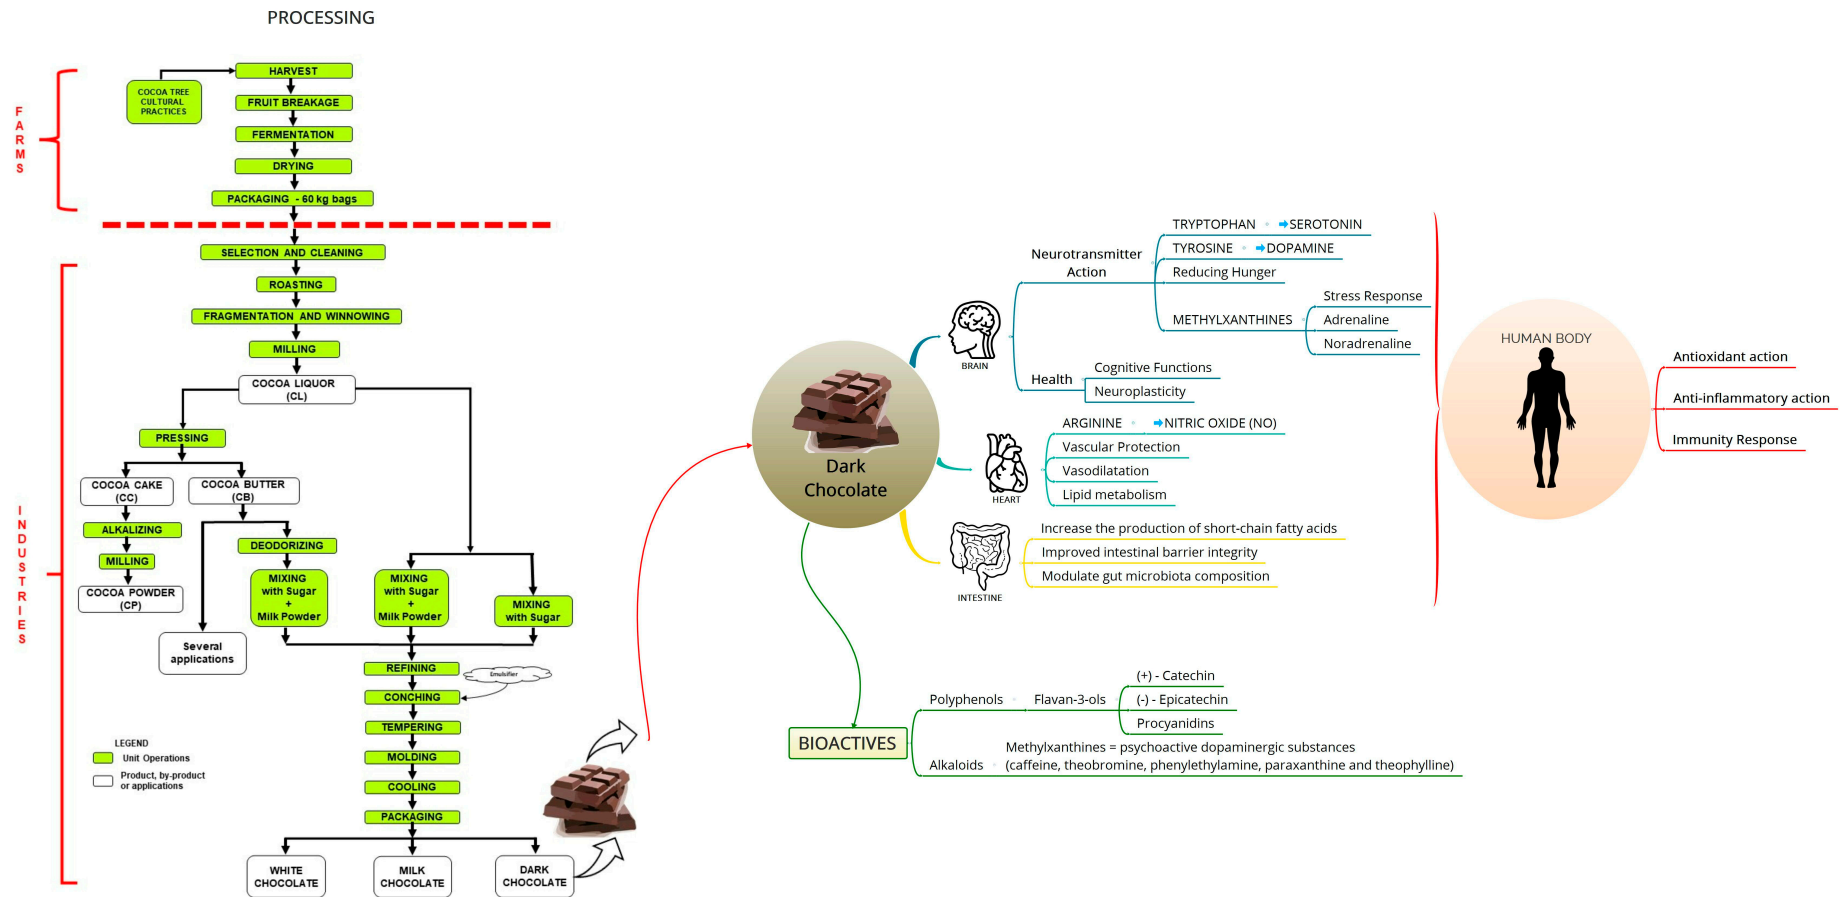 PROCESSING
FARMS
COCOA TREE
CULTURAL
PRACTICES
HARVEST
FRUIT BREAKAGE
FERMENTATION
DRYING
PACKAGING - 60 kg bags
INDUSTRIES
SELECTION AND CLEANING
ROASTING
FRAGMENTATION AND WINNOWING
MILLING
COCOA LIQUOR
(CL)
PRESSING
COCOA CAKE
(CC)
COCOA BUTTER
(CB)
ALKALIZING
MILLING
COCOA POWDER
(CP)
DEODORIZING
Several
applications
MIXING
with Sugar
+
Milk Powder
MIXING
with Sugar
+
Milk Powder
MIXING
with Sugar
REFINING
Emulsifier
CONCHING
TEMPERING
MOLDING
COOLING
PACKAGING
WHITE
CHOCOLATE
MILK
CHOCOLATE
DARK
CHOCOLATE
LEGEND
Unit Operations
Product, by-product
or applications
Dark
Chocolate
BRAIN
Neurotransmitter
Action
TRYPTOPHAN
SEROTONIN
TYROSINE
DOPAMINE
Reducing Hunger
METHYLXANTHINES
Stress Response
Adrenaline
Noradrenaline
Health
Cognitive Functions
Neuroplasticity
HEART
ARGININE
NITRIC OXIDE (NO)
Vascular Protection
Vasodilatation
Lipid metabolism
INTESTINE
Increase the production of short-chain fatty acids
Improved intestinal barrier integrity
Modulate gut microbiota composition
HUMAN BODY
Antioxidant action
Anti-inflammatory action
Immunity Response
BIOACTIVES
Polyphenols
Flavan-3-ols
(+) - Catechin
(-) - Epicatechin
Procyanidins
Alkaloids
Methylxanthines = psychoactive dopaminergic substances
(caffeine, theobromine, phenylethylamine, paraxanthine and theophylline)